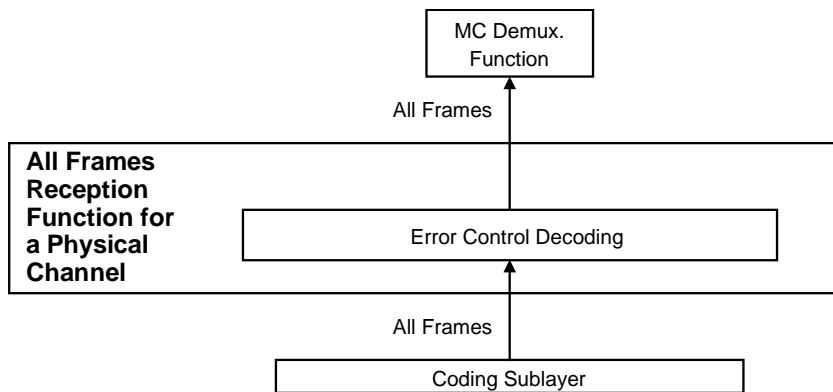 MC Demux.
Function
All Frames
All Frames
Reception
Function for
a Physical
Channel
Error Control Decoding
All Frames
Coding Sublayer